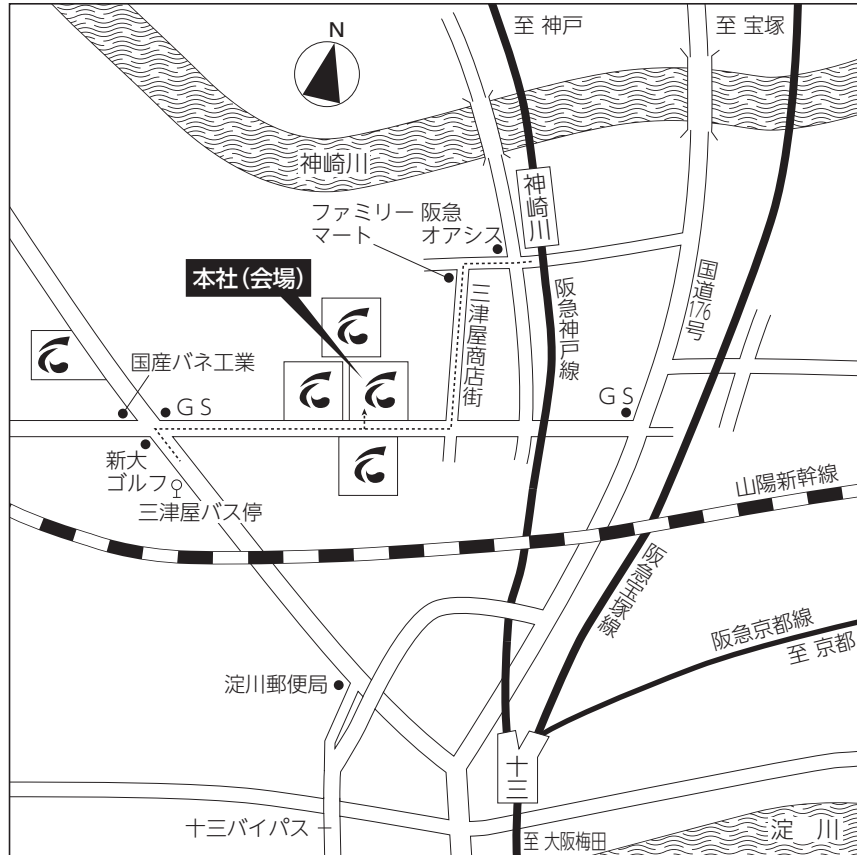 N
至 神戸
至 宝塚
神崎川
神崎川
ファミリー
マート
阪急
オアシス
本社(会場)
三津屋商店街
阪急神戸線
国道176号
国産バネ工業
GS
GS
新大
ゴルフ
三津屋バス停
山陽新幹線
阪急宝塚線
阪急京都線
至 京都
淀川郵便局
十三
十三バイパス
至 大阪梅田
淀 川